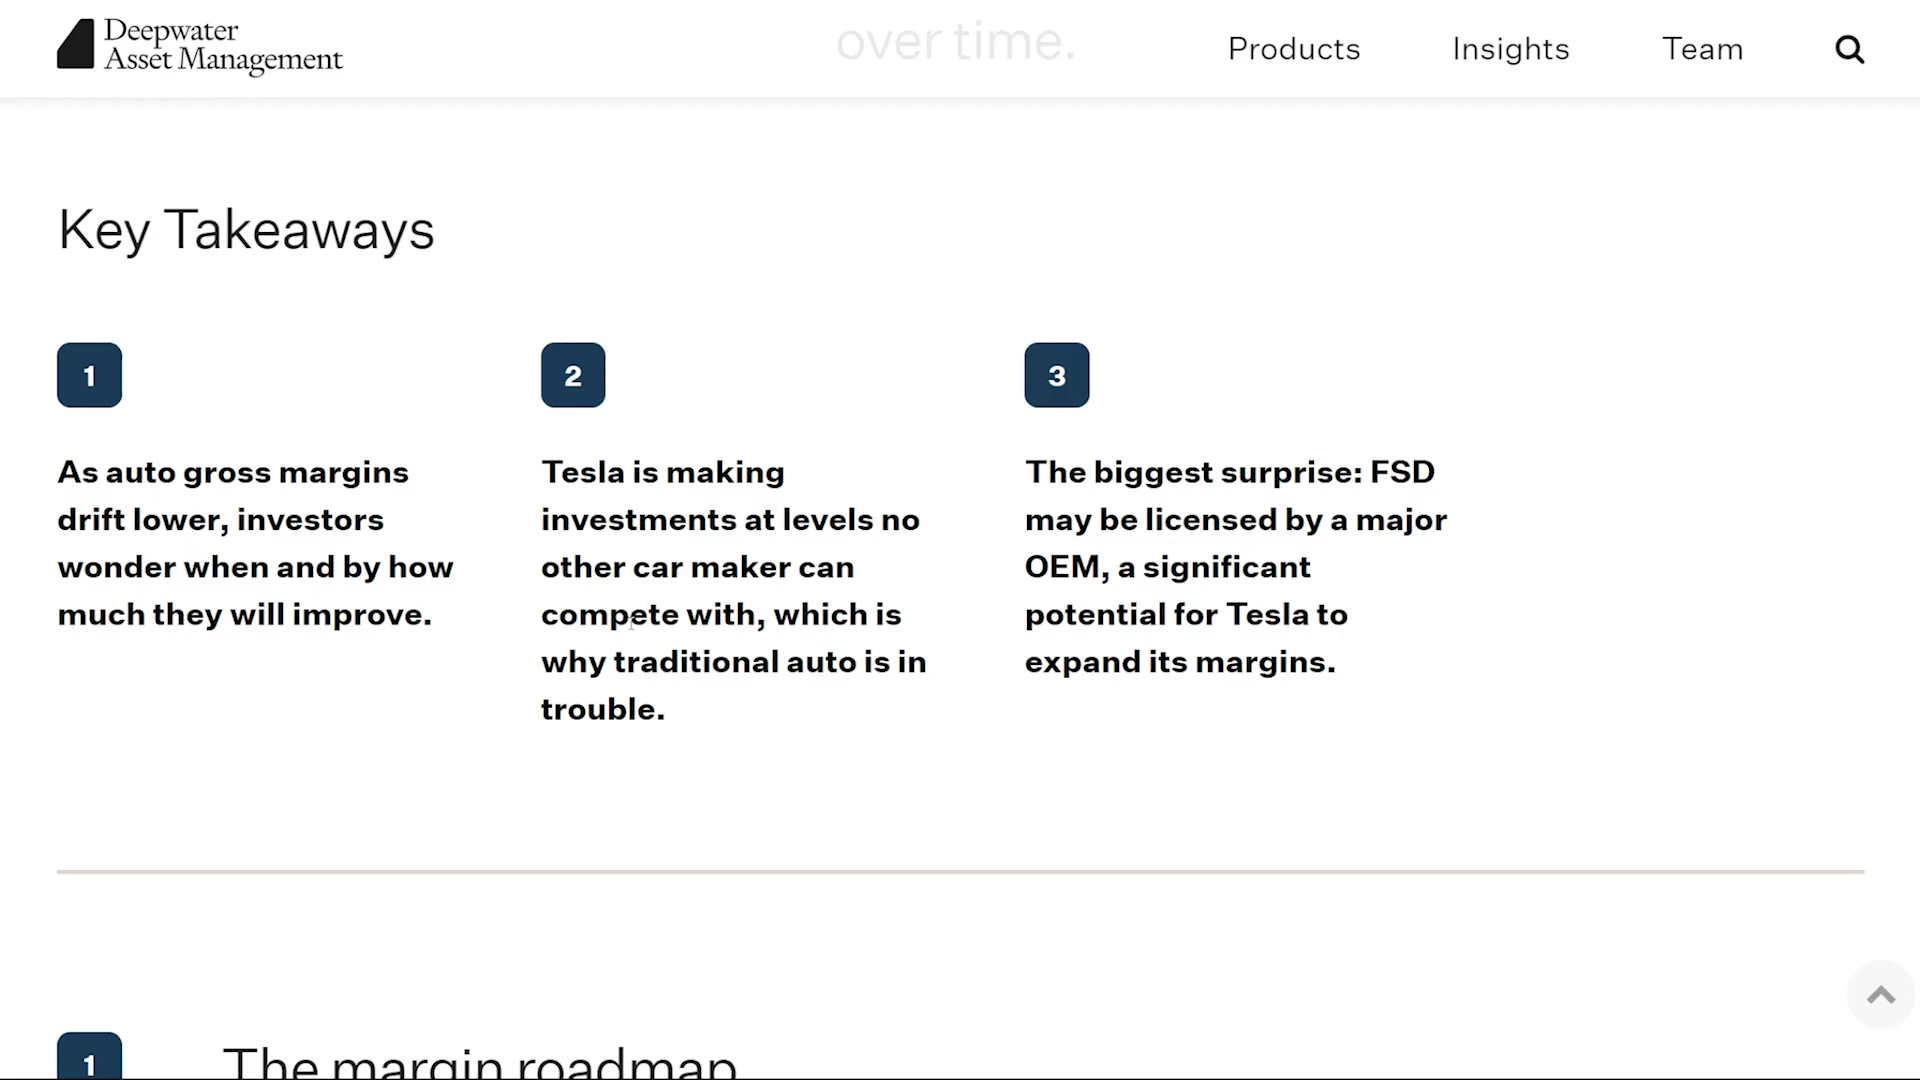 Deepwater
Asset Management
over time.
Products
Insights
Team
Key Takeaways
1
As auto gross margins
drift lower, investors
wonder when and by how
much they will improve.
2
Tesla is making
investments at levels no
other car maker can
compete with, which is
why traditional auto is in
trouble.
3
The biggest surprise: FSD
may be licensed by a major
OEM, a significant
potential for Tesla to
expand its margins.
1
The margin roadmap